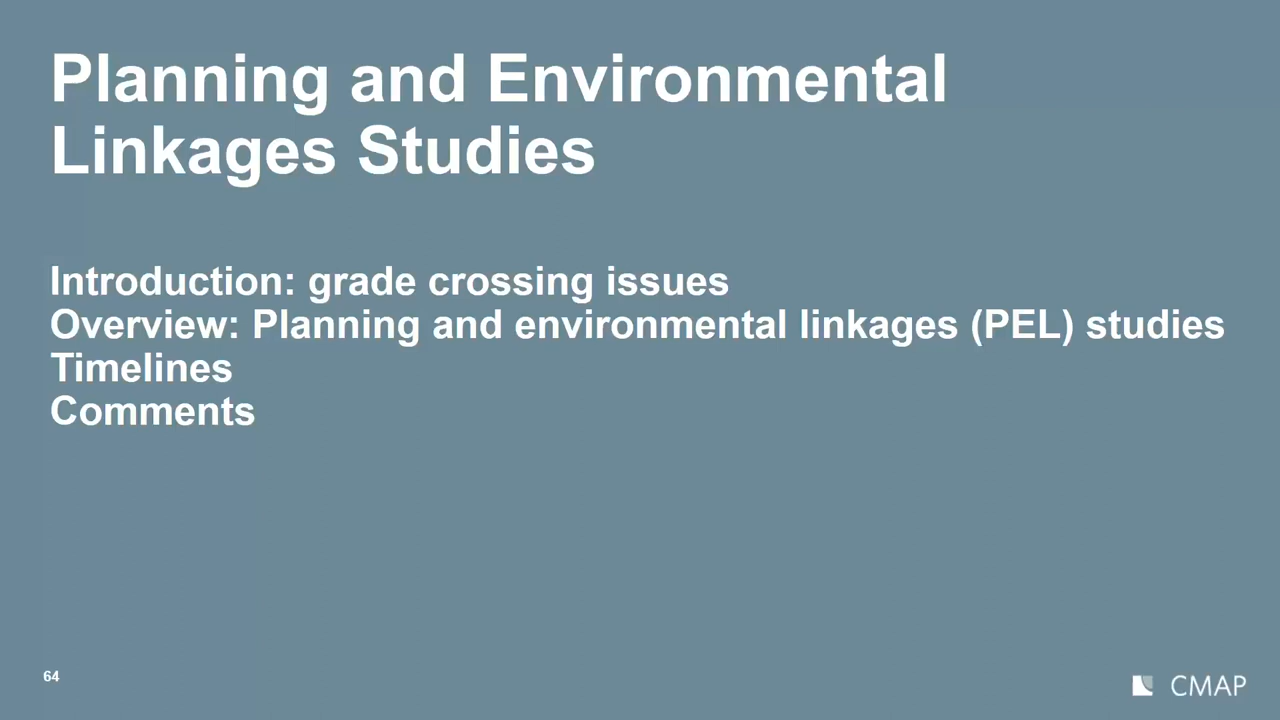 Planning and Environmental
Linkages Studies
Introduction: grade crossing issues
Overview: Planning and environmental linkages (PEL) studies
Timelines
Comments
64
CMAP